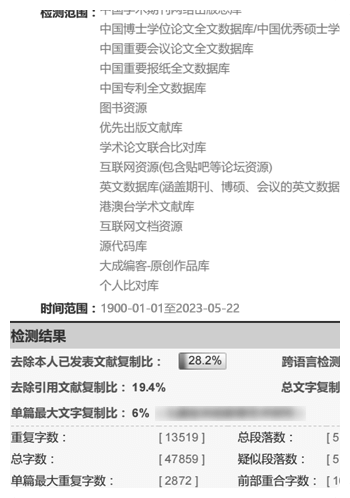 检测范围：中国学术期刊网络出版总库
中国博士学位论文全文数据库/中国优秀硕士学
中国重要会议论文全文数据库
中国重要报纸全文数据库
中国专利全文数据库
图书资源
优先出版文献库
学术论文联合比对库
互联网资源(包含贴吧等论坛资源)
英文数据库(涵盖期刊、博硕、会议的英文数据
港澳台学术文献库
互联网文档资源
源代码库
大成编客-原创作品库
个人比对库
时间范围：1900-01-01至2023-05-22
检测结果
去除本人已发表文献复制比： 28.2% 跨语言检测
去除引用文献复制比：19.4% 总文字复制
单篇最大文字复制比：6%
重复字数： [ 13519 ] 总段落数： [ 5
总字数： [ 47859 ] 疑似段落数： [ 5
单篇最大重复字数： [ 2872 ] 前部重合字数： [